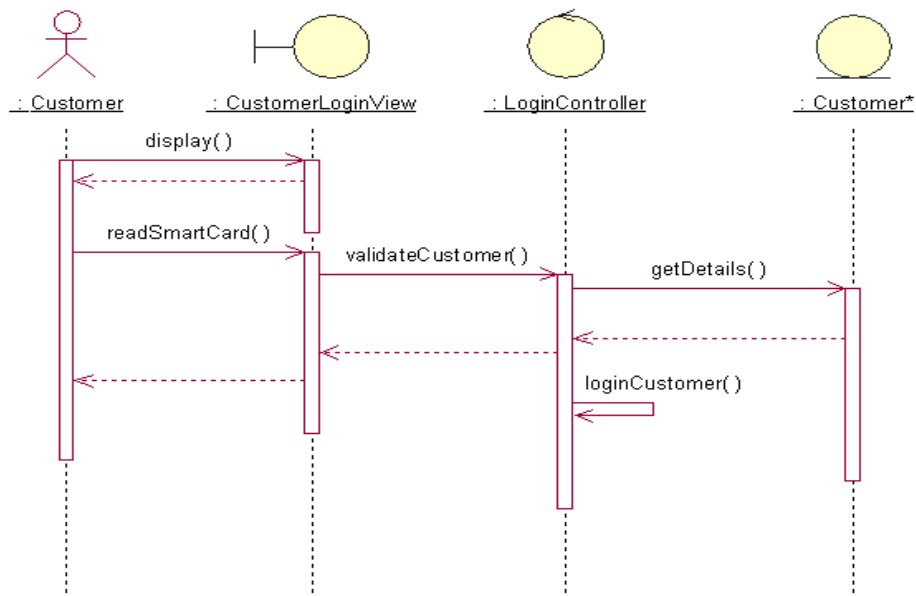 : Customer
: CustomerLoginView
: LoginController
: Customer*
display( )
readSmartCard( )
validateCustomer( )
getDetails( )
loginCustomer( )